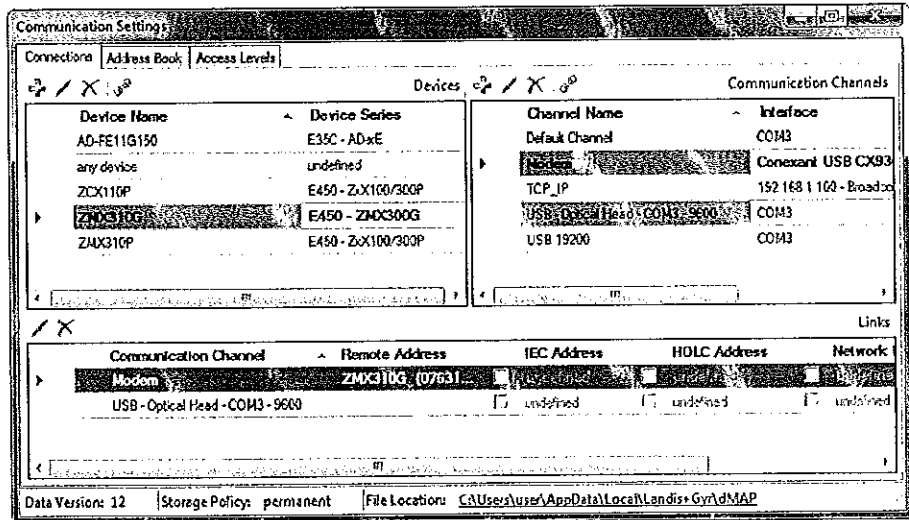 Communication Settings
Connections Address Book Access Levels
Devices
Device Name Device Series
AD-FE11G150 E35C - AD-xE
any device undefined
ZCX110P E450 - ZxX100/300P
ZMX310G E450 - ZMX300G
ZMX310P E450 - ZxX100/300P
Communication Channels
Channel Name Interface
Default Channel COM3
Modem Conexant USB CX93
TCP_IP 192.168.1.100 - Broadco
USB - Optical Head - COM3 - 9600 COM3
USB 19200 COM3
Links
Communication Channel Remote Address IEC Address HDLC Address Network
Modem ZMX310G, (07631...
USB - Optical Head - COM3 - 9600 undefined undefined undefined
Data Version: 12 Storage Policy: permanent File Location: C:\Users\user\AppData\Local\Landis+Gyr\dMAP